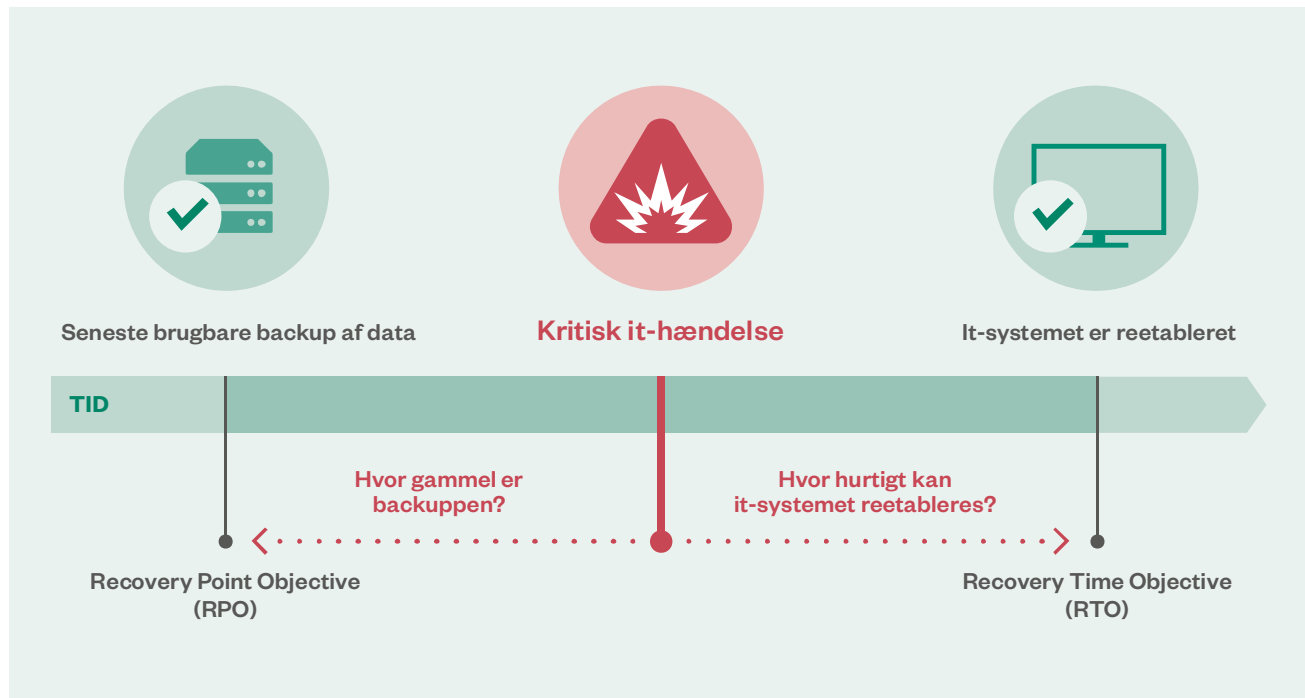 Seneste brugbare backup af data
Kritisk it-hændelse
It-systemet er reetableret
TID
Hvor gammel er
backuppen?
Hvor hurtigt kan
it-systemet reetableres?
Recovery Point Objective
(RPO)
Recovery Time Objective
(RTO)